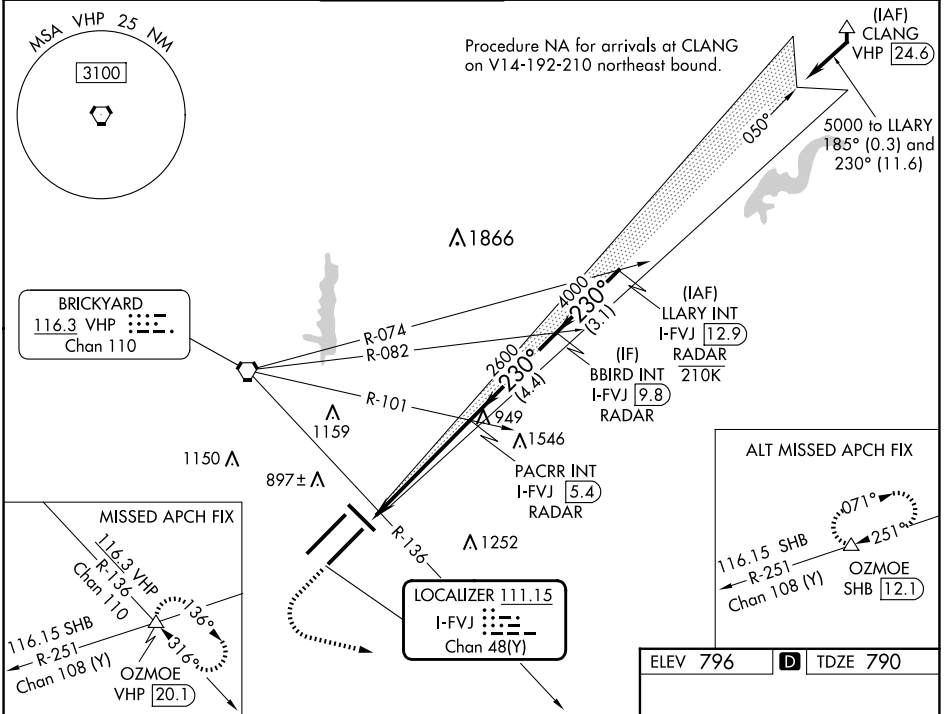 MSA VHP 25 NM
3100
Procedure NA for arrivals at CLANG
on V14-192-210 northeast bound.
(IAF)
CLANG
VHP 24.6
5000 to LLARY
185° (0.3) and
230° (11.6)
050°
1866
BRICKYARD
116.3 VHP
Chan 110
R-074
R-082
R-101
4000
230°
(3.1)
2600
230°
(4.4)
(IAF)
LLARY INT
I-FVJ 12.9
RADAR
210K
(IF)
BBIRD INT
I-FVJ 9.8
RADAR
949
1546
1159
1150
897±
PACRR INT
I-FVJ 5.4
RADAR
R-136
1252
LOCALIZER 111.15
I-FVJ
Chan 48(Y)
MISSED APCH FIX
116.3 VHP
R-136
Chan 110
116.15 SHB
R-251
Chan 108 (Y)
136°
316°
OZMOE
VHP 20.1
ALT MISSED APCH FIX
071°
251°
116.15 SHB
R-251
Chan 108 (Y)
OZMOE
SHB 12.1
ELEV 796 D TDZE 790